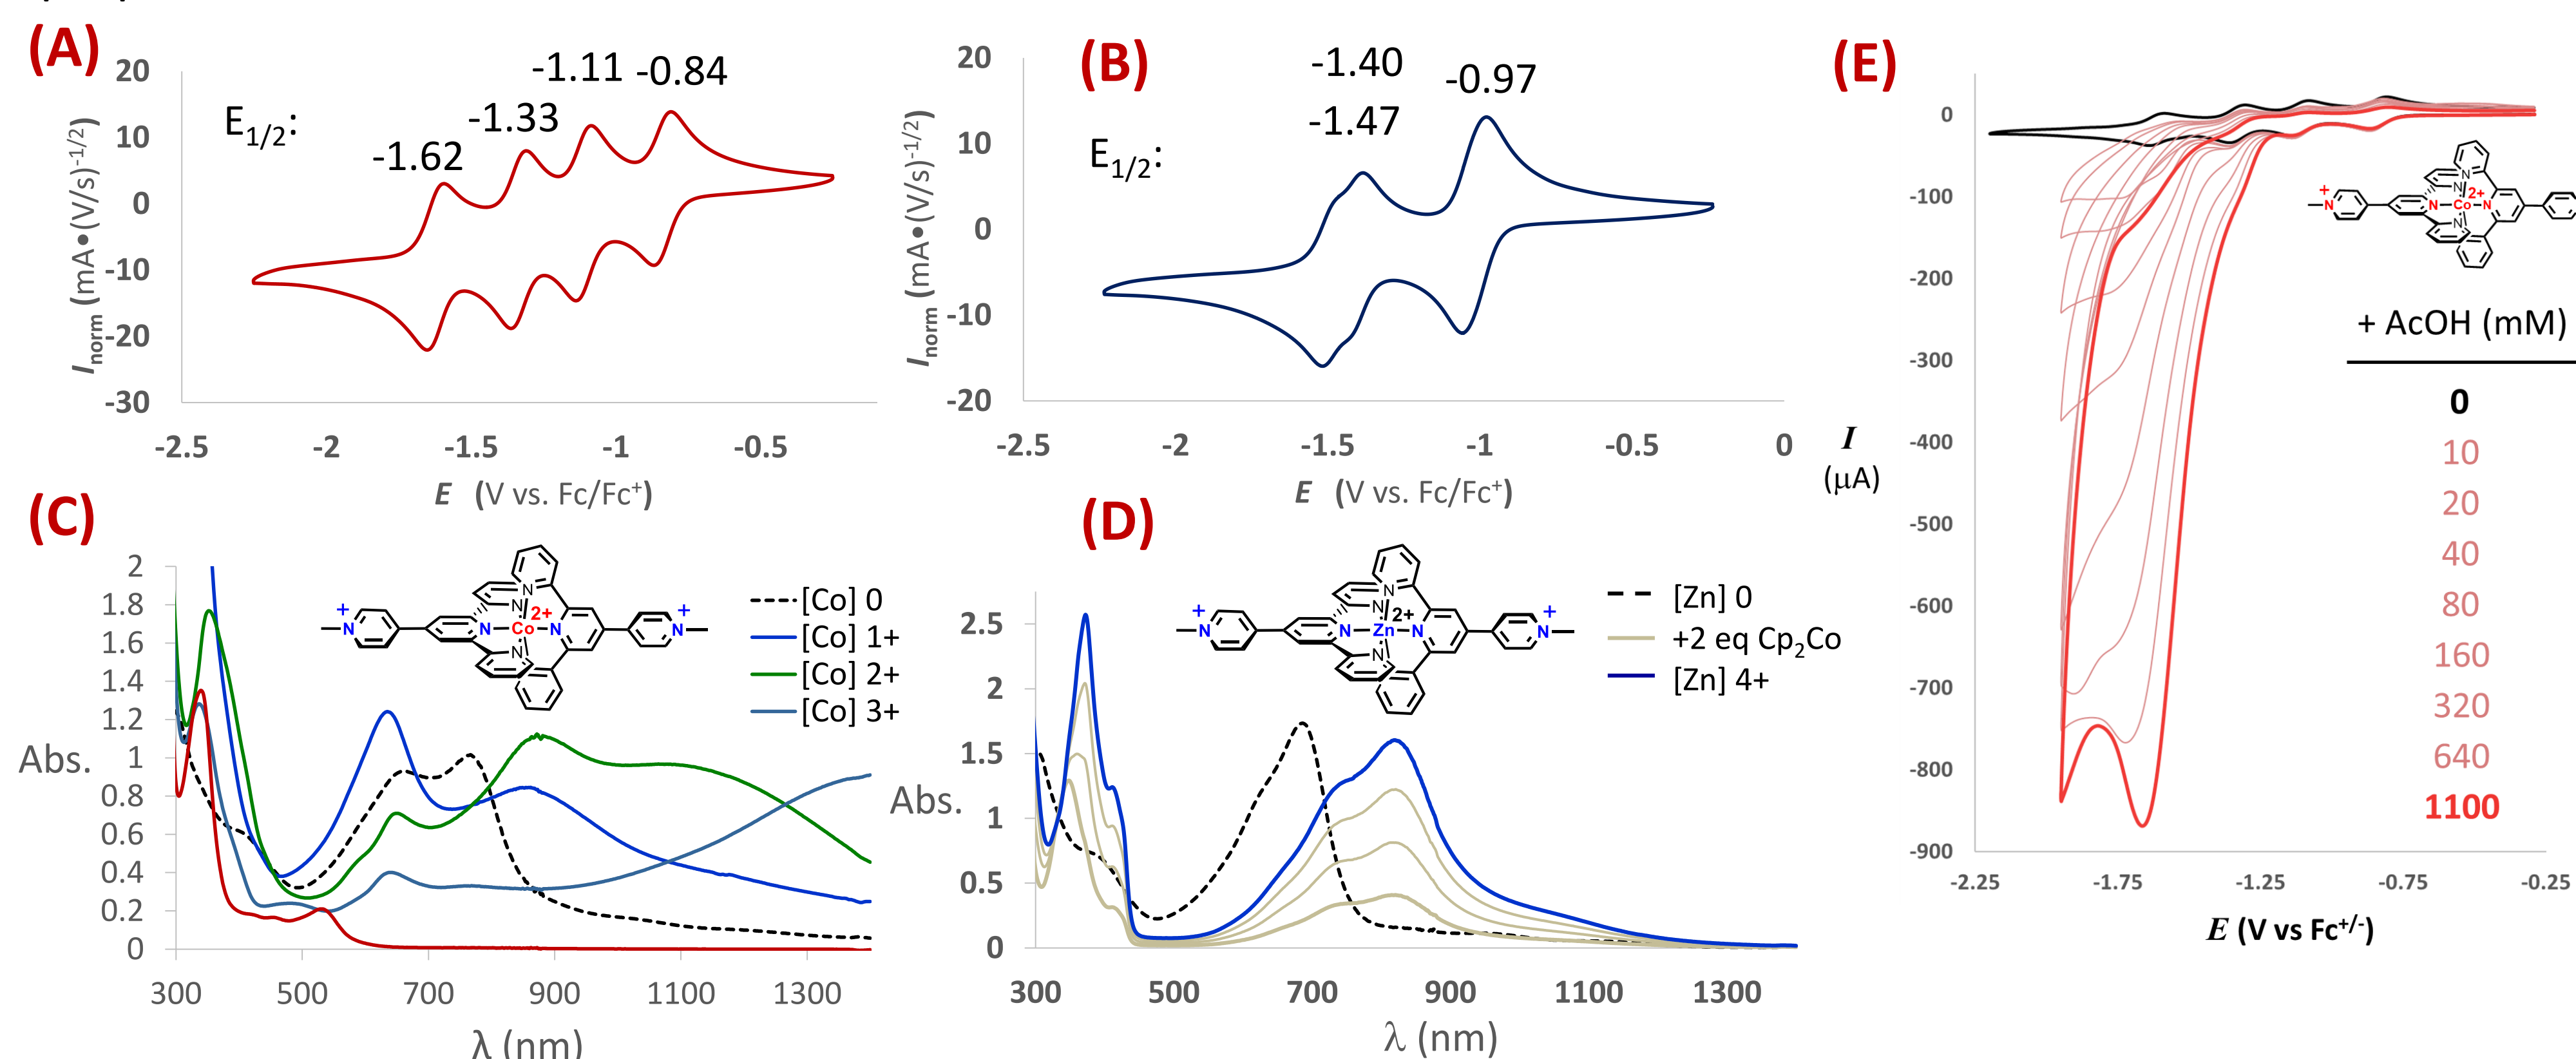 (A)
20
10
0
-10
-20
-30
E1/2:
-1.62
-1.33
-1.11 -0.84
Inorm (mA•(V/s)-1/2)
-2.5 -2 -1.5 -1 -0.5
E (V vs. Fc/Fc+)
(B)
20
10
0
-10
-20
E1/2:
-1.40
-1.47
-0.97
Inorm (mA•(V/s)-1/2)
-2.5 -2 -1.5 -1 -0.5 0
E (V vs. Fc/Fc+)
(C)
2
1.8
1.6
1.4
1.2
1
0.8
0.6
0.4
0.2
0
Abs.
+ N N Co 2+ N N N N N +
[Co] 0
[Co] 1+
[Co] 2+
[Co] 3+
300 500 700 900 1100 1300
λ (nm)
(D)
2.5
2
1.5
1
0.5
0
Abs.
+ N N Zn 2+ N N N N N +
[Zn] 0
+2 eq Cp2Co
[Zn] 4+
300 500 700 900 1100 1300
λ (nm)
(E)
0
-100
-200
-300
-400
-500
-600
-700
-800
-900
I
(μA)
+ N N Co 2+ N N N N
+ AcOH (mM)
0
10
20
40
80
160
320
640
1100
-2.25 -1.75 -1.25 -0.75 -0.25
E (V vs Fc+/-)